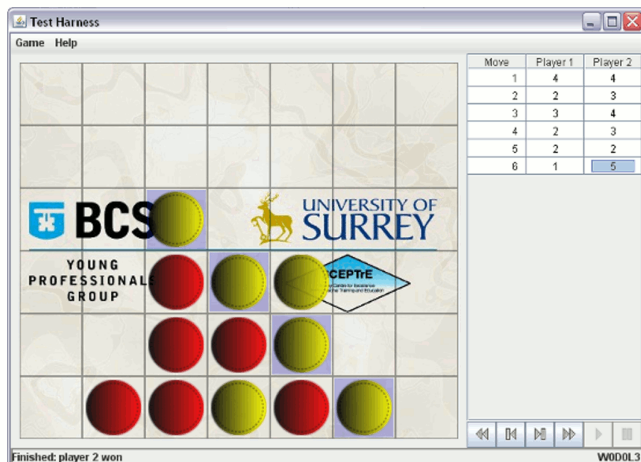 Test Harness
Game Help
Move Player 1 Player 2
1 4 4
2 2 3
3 3 4
4 2 3
5 2 2
6 1 5
BCS
UNIVERSITY OF
SURREY
YOUNG
PROFESSIONALS
GROUP
CEPTrE
Finished: player 2 won
W0D0L3